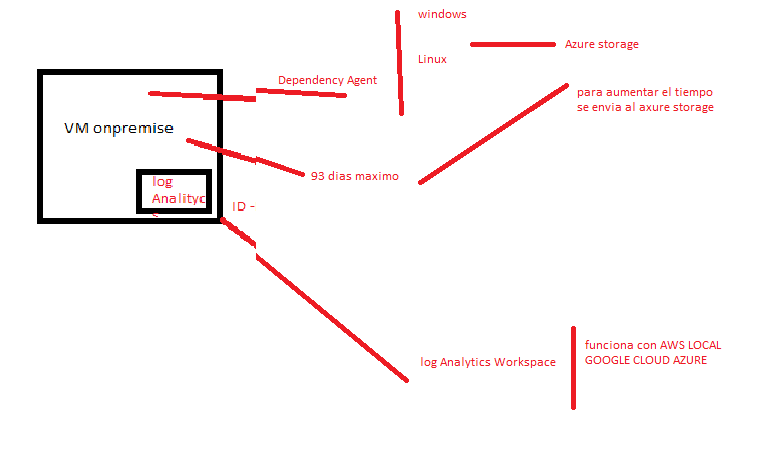 windows
Linux
Azure storage
Dependency Agent
para aumentar el tiempo
se envia al axure storage
VM onpremise
93 dias maximo
log
Analityc
ID -
log Analytics Workspace
funciona con AWS LOCAL
GOOGLE CLOUD AZURE